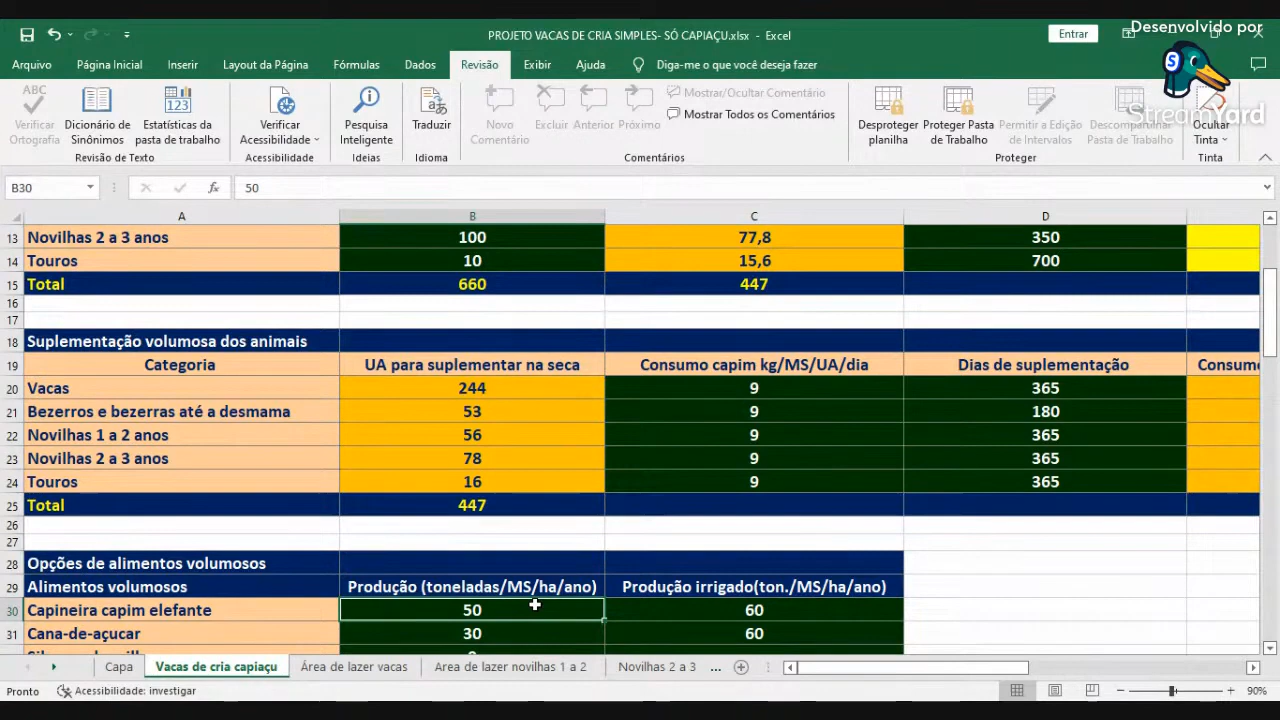 PROJETO VACAS DE CRIA SIMPLES- SÓ CAPIAÇU.xlsx - Excel
Entrar
Desenvolvido por
S
StreamYard
Arquivo Página Inicial Inserir Layout da Página Fórmulas Dados Revisão Exibir Ajuda Diga-me o que você deseja fazer
ABC
Verificar Ortografia
Dicionário de Sinônimos
123
Estatísticas da pasta de trabalho
Revisão de Texto
Verificar Acessibilidade
Acessibilidade
Pesquisa Inteligente
Ideias
Traduzir
Idioma
Novo Comentário
Excluir
Anterior
Próximo
Mostrar/Ocultar Comentário
Mostrar Todos os Comentários
Comentários
Desproteger planilha
Proteger Pasta de Trabalho
Permitir a Edição de Intervalos
Descompartilhar Pasta de Trabalho
Proteger
Ocultar Tinta
Tinta
B30 fx 50
A B C D
13 Novilhas 2 a 3 anos 100 77,8 350
14 Touros 10 15,6 700
15 Total 660 447
16
17
18 Suplementação volumosa dos animais
19 Categoria UA para suplementar na seca Consumo capim kg/MS/UA/dia Dias de suplementação Consumo
20 Vacas 244 9 365
21 Bezerros e bezerras até a desmama 53 9 180
22 Novilhas 1 a 2 anos 56 9 365
23 Novilhas 2 a 3 anos 78 9 365
24 Touros 16 9 365
25 Total 447
26
27
28 Opções de alimentos volumosos
29 Alimentos volumosos Produção (toneladas/MS/ha/ano) Produção irrigado(ton./MS/ha/ano)
30 Capineira capim elefante 50 60
31 Cana-de-açucar 30 60
Capa Vacas de cria capiaçu Área de lazer vacas Area de lazer novilhas 1 a 2 Novilhas 2 a 3 ...
Pronto Acessibilidade: investigar 90%